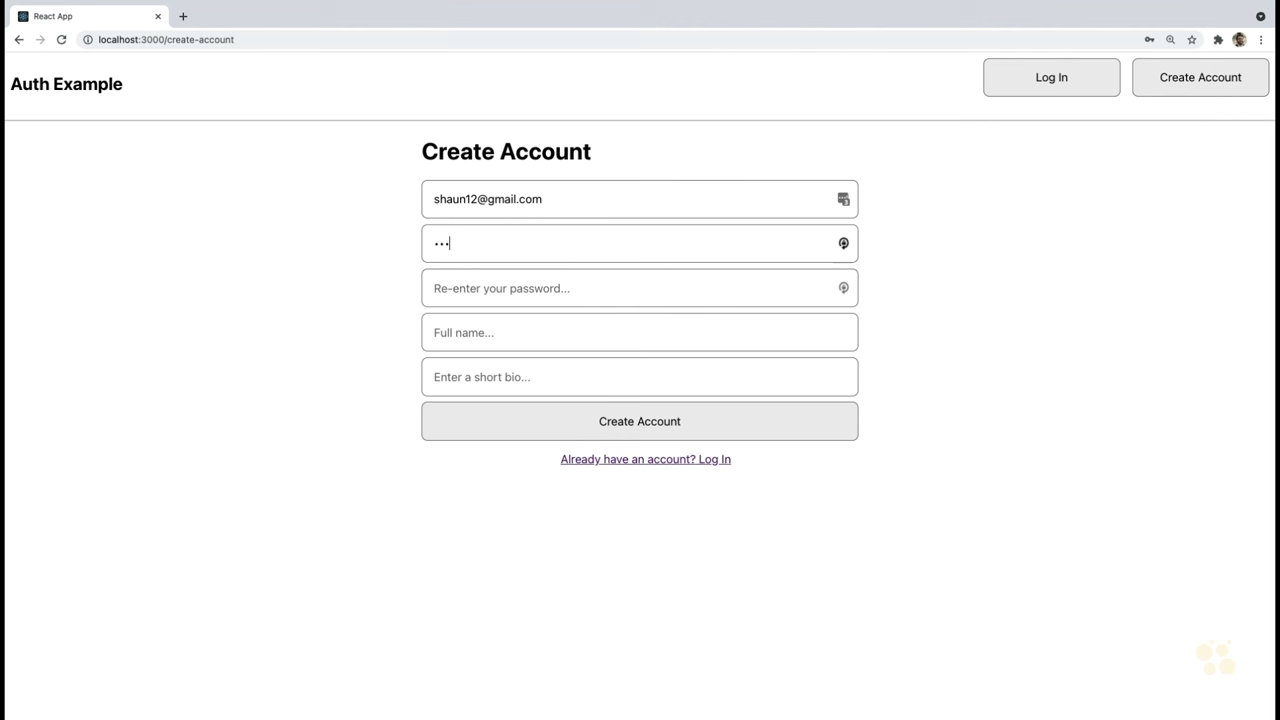 React App
localhost:3000/create-account
Auth Example
Log In
Create Account
Create Account
shaun12@gmail.com
•••
Re-enter your password...
Full name...
Enter a short bio...
Create Account
Already have an account? Log In